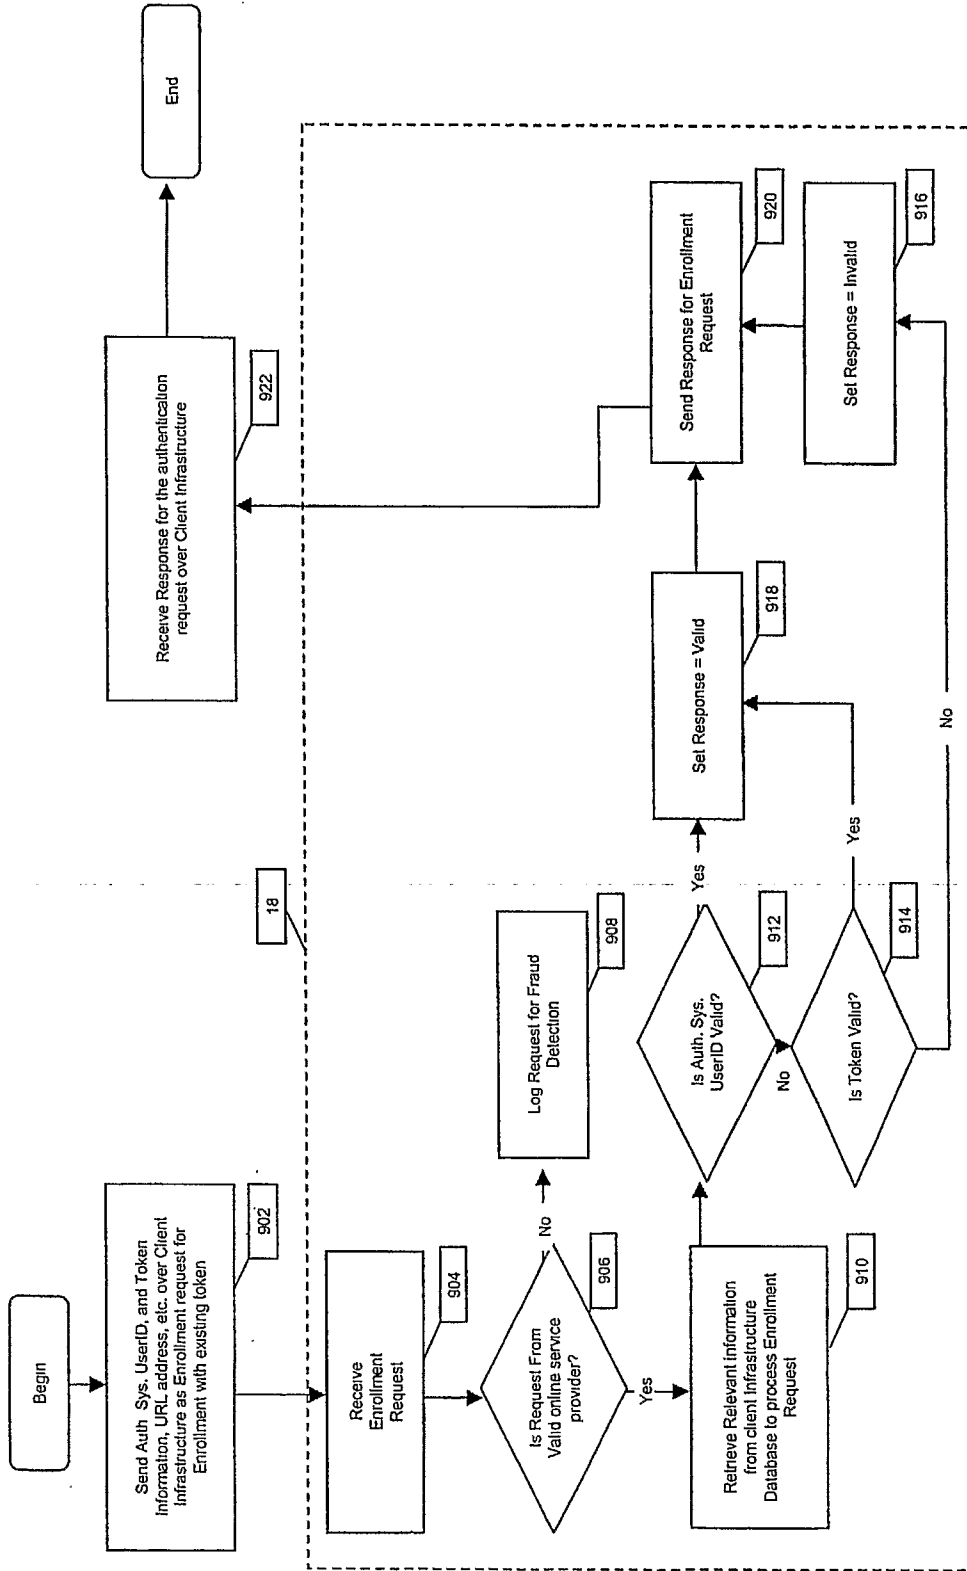 Begin
Send Auth Sys. UserID, and Token
Information, URL address, etc. over Client
Infrastructure as Enrollment request for
Enrollment with existing token
902
18
Receive
Enrollment
Request
904
Is Request From
Valid online service
provider?
906
No
Log Request for Fraud
Detection
908
Yes
Retrieve Relevant information
from client Infrastructure
Database to process Enrollment
Request
910
Is Auth. Sys.
UserID Valid?
912
Yes
No
Is Token Valid?
914
Yes
No
Set Response = Valid
918
Set Response = Invalid
916
Send Response for Enrollment
Request
920
Receive Response for the authentication
request over Client Infrastructure
922
End